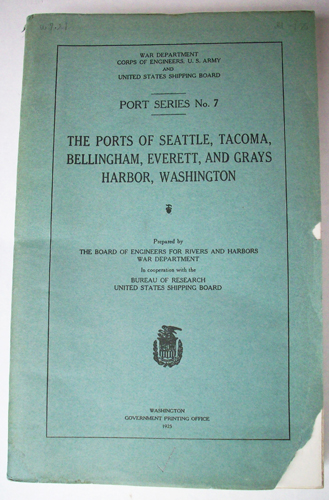 WAR DEPARTMENT
CORPS OF ENGINEERS, U. S. ARMY
AND
UNITED STATES SHIPPING BOARD
PORT SERIES No. 7
THE PORTS OF SEATTLE, TACOMA,
BELLINGHAM, EVERETT, AND GRAYS
HARBOR, WASHINGTON
Prepared by
THE BOARD OF ENGINEERS FOR RIVERS AND HARBORS
WAR DEPARTMENT
In cooperation with the
BUREAU OF RESEARCH
UNITED STATES SHIPPING BOARD
WASHINGTON
GOVERNMENT PRINTING OFFICE